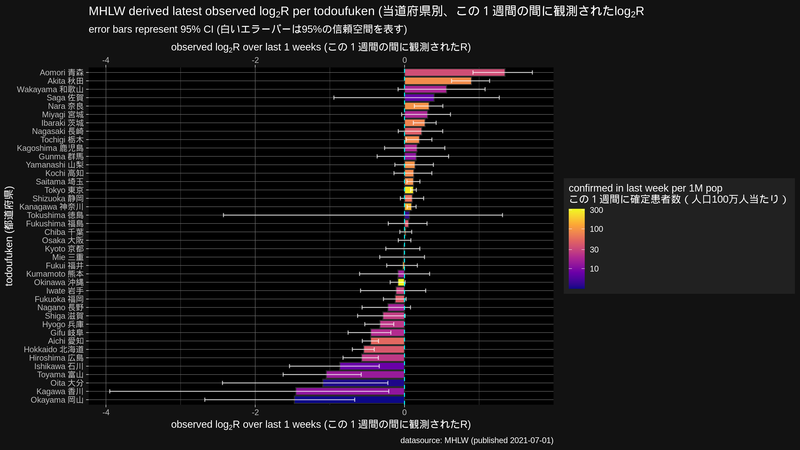 MHLW derived latest observed log₂R per todoufuken (当道府県別、この１週間の間に観測されたlog₂R
error bars represent 95% CI (白いエラーバーは95%の信頼空間を表す)
observed log₂R over last 1 weeks (この１週間の間に観測されたR)
-4 -2 0
todoufuken (都道府県)
Aomori 青森
Akita 秋田
Wakayama 和歌山
Saga 佐賀
Nara 奈良
Miyagi 宮城
Ibaraki 茨城
Nagasaki 長崎
Tochigi 栃木
Kagoshima 鹿児島
Gunma 群馬
Yamanashi 山梨
Kochi 高知
Saitama 埼玉
Tokyo 東京
Shizuoka 静岡
Kanagawa 神奈川
Tokushima 徳島
Fukushima 福島
Chiba 千葉
Osaka 大阪
Kyoto 京都
Mie 三重
Fukui 福井
Kumamoto 熊本
Okinawa 沖縄
Iwate 岩手
Fukuoka 福岡
Nagano 長野
Shiga 滋賀
Hyogo 兵庫
Gifu 岐阜
Aichi 愛知
Hokkaido 北海道
Hiroshima 広島
Ishikawa 石川
Toyama 富山
Oita 大分
Kagawa 香川
Okayama 岡山
-4 -2 0
observed log₂R over last 1 weeks (この１週間の間に観測されたR)
datasource: MHLW (published 2021-07-01)
confirmed in last week per 1M pop
この１週間に確定患者数（人口100万人当たり）
300
100
30
10